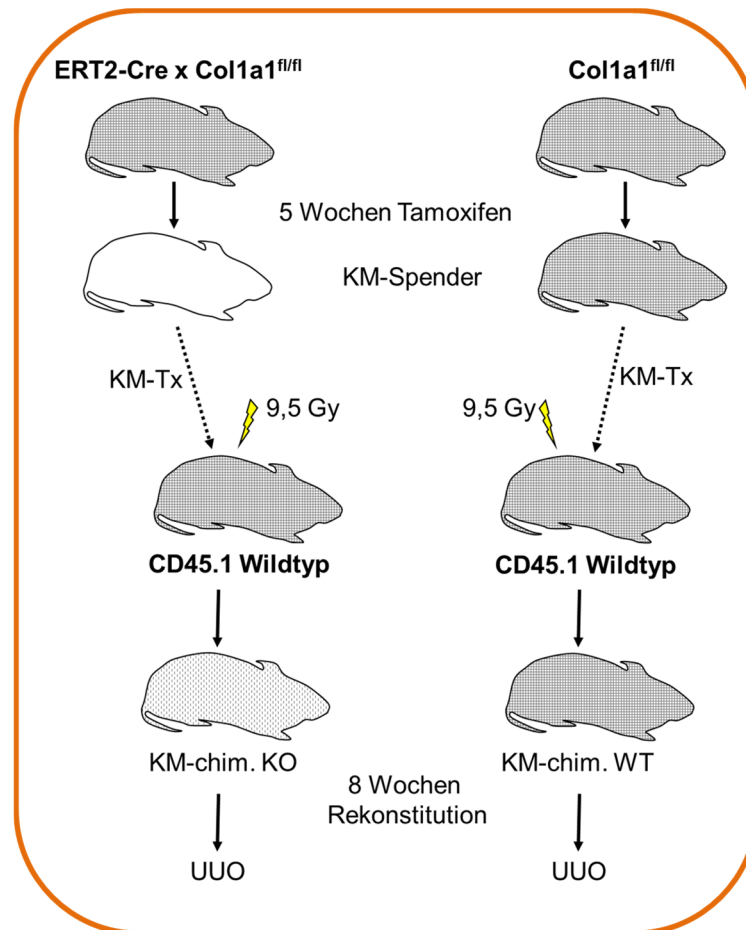 ERT2-Cre x Col1a1fl/fl
Col1a1fl/fl
5 Wochen Tamoxifen
KM-Spender
KM-Tx
KM-Tx
9,5 Gy
9,5 Gy
CD45.1 Wildtyp
CD45.1 Wildtyp
KM-chim. KO
KM-chim. WT
8 Wochen
Rekonstitution
UUO
UUO